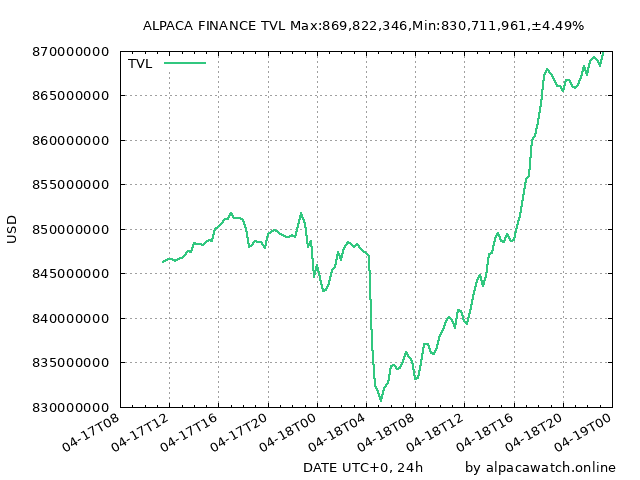 ALPACA FINANCE TVL Max:869,822,346,Min:830,711,961,±4.49%
TVL
870000000
865000000
860000000
855000000
850000000
845000000
840000000
835000000
830000000
USD
04-17T08
04-17T12
04-17T16
04-17T20
04-18T00
04-18T04
04-18T08
04-18T12
04-18T16
04-18T20
04-19T00
DATE UTC+0, 24h
by alpacawatch.online